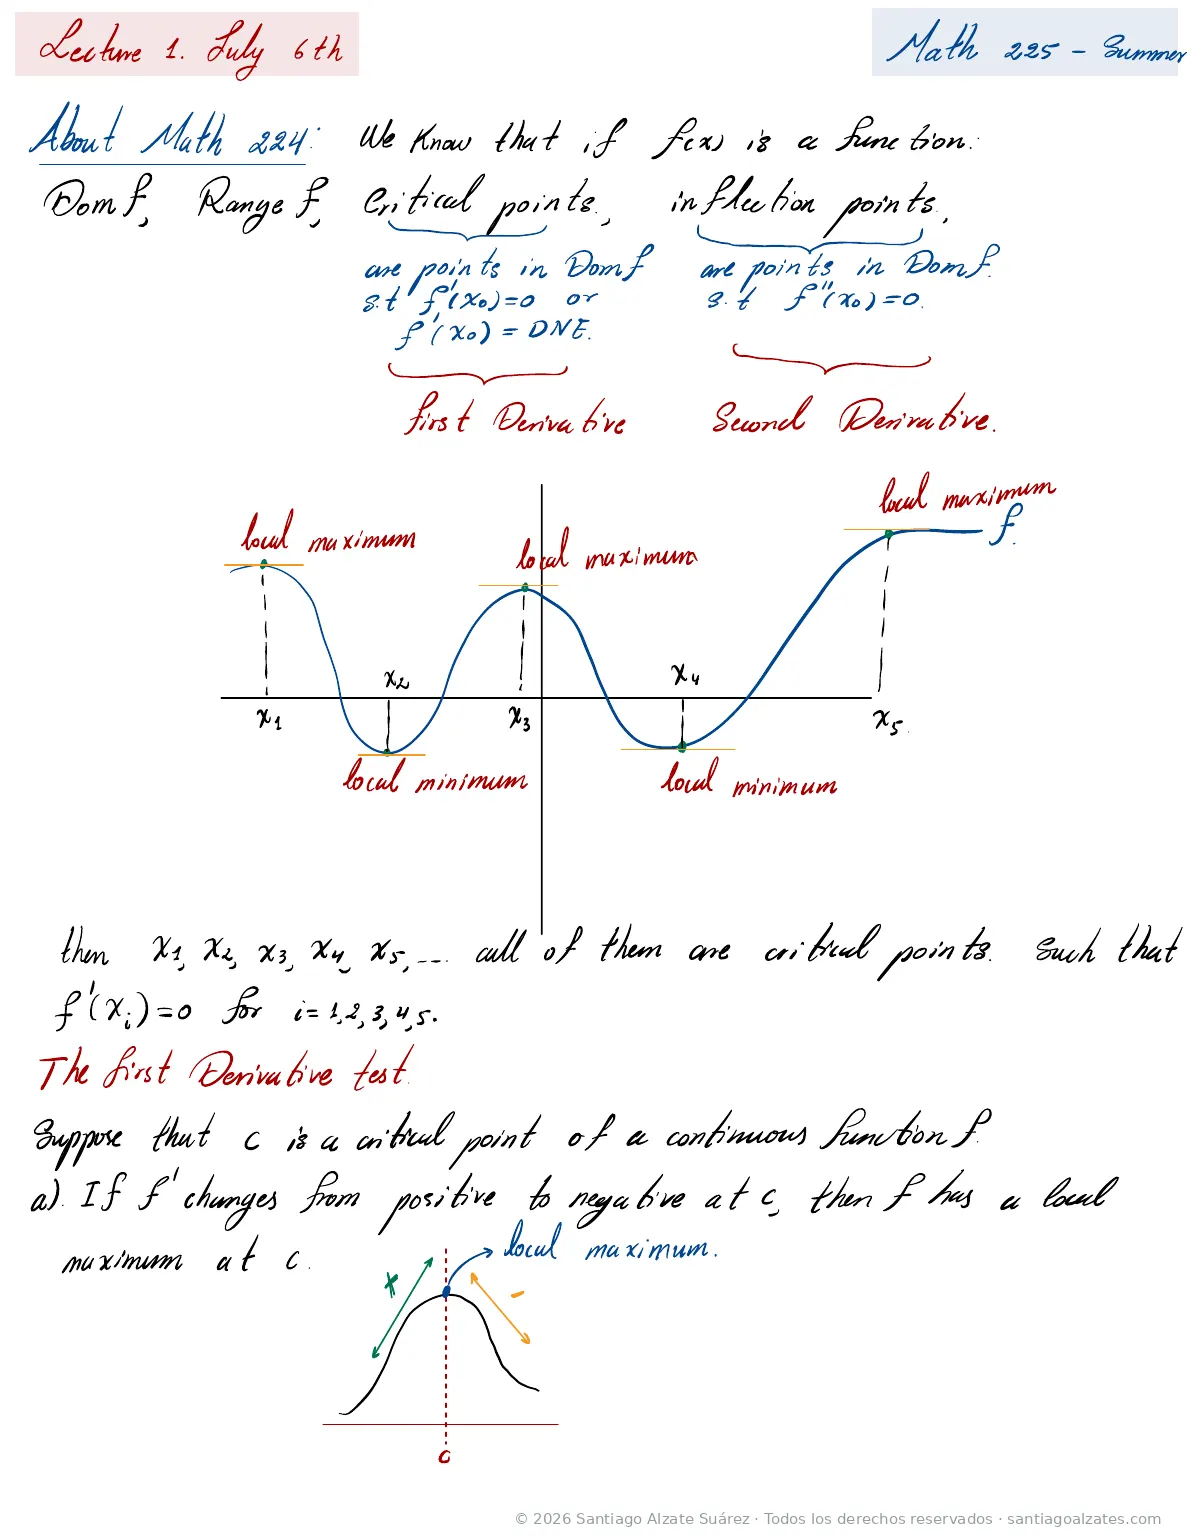 Lecture 1. July 6th
Math 225 - Summer
About Math 224: We Know that if f(x) is a function:
Dom f, Range f, Critical points, inflection points,
are points in Dom f are points in Dom f.
s.t f'(x₀)=0 or s.t f''(x₀)=0.
f'(x₀) = DNE.
first Derivative Second Derivative.
local maximum
f.
local maximum
local maximum
x₂ x₄
x₁ x₃ x₅.
local minimum local minimum
then x₁, x₂, x₃, x₄, x₅, ... all of them are critical points. Such that
f'(xᵢ)=0 for i= 1,2,3,4,5.
The first Derivative test.
Suppose that c is a critical point of a continuous function f.
a). If f' changes from positive to negative at c, then f has a local
maximum at c.
local maximum.
+ -
c
© 2026 Santiago Alzate Suárez · Todos los derechos reservados · santiagoalzates.com